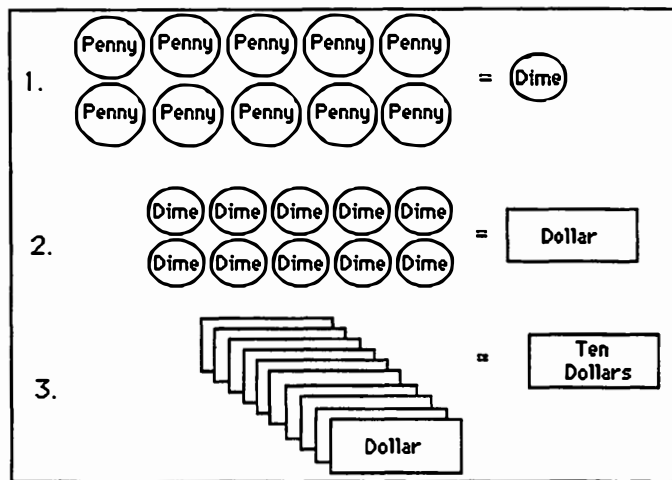 Penny Penny Penny Penny Penny
1. = Dime
Penny Penny Penny Penny Penny
Dime Dime Dime Dime Dime
2. = Dollar
Dime Dime Dime Dime Dime
3. = Ten
Dollars
Dollar